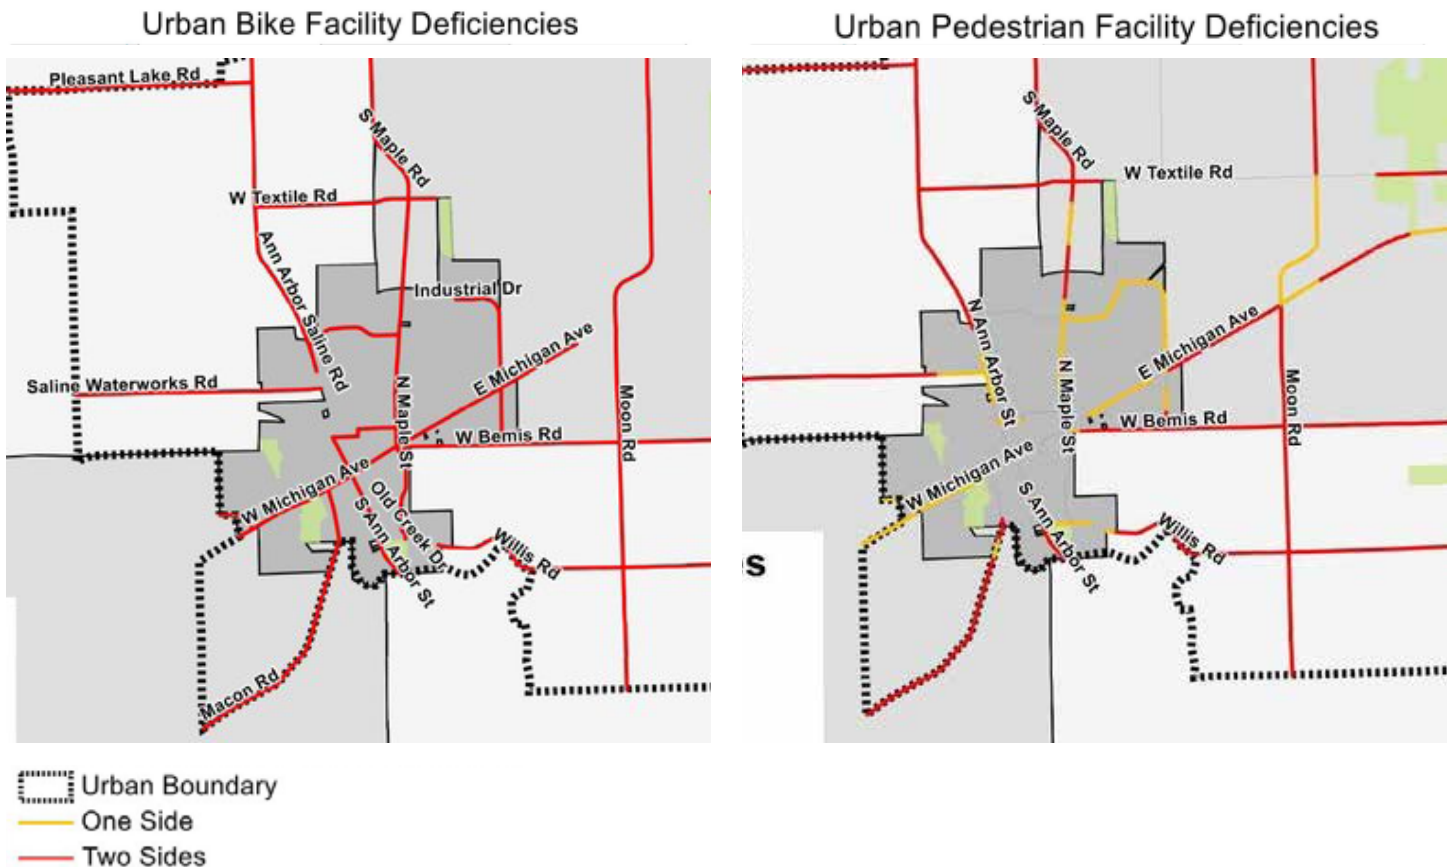 Urban Bike Facility Deficiencies
Urban Pedestrian Facility Deficiencies
Pleasant Lake Rd
S Maple Rd
W Textile Rd
Ann Arbor Saline Rd
Industrial Dr
E Michigan Ave
Saline Waterworks Rd
N Maple St
Moon Rd
W Bemis Rd
W Michigan Ave
Old Creek Dr
S Ann Arbor St
Willis Rd
Macon Rd
S Maple Rd
W Textile Rd
N Ann Arbor St
E Michigan Ave
N Maple St
Moon Rd
W Bemis Rd
W Michigan Ave
S Ann Arbor St
Willis Rd
s
Urban Boundary
One Side
Two Sides